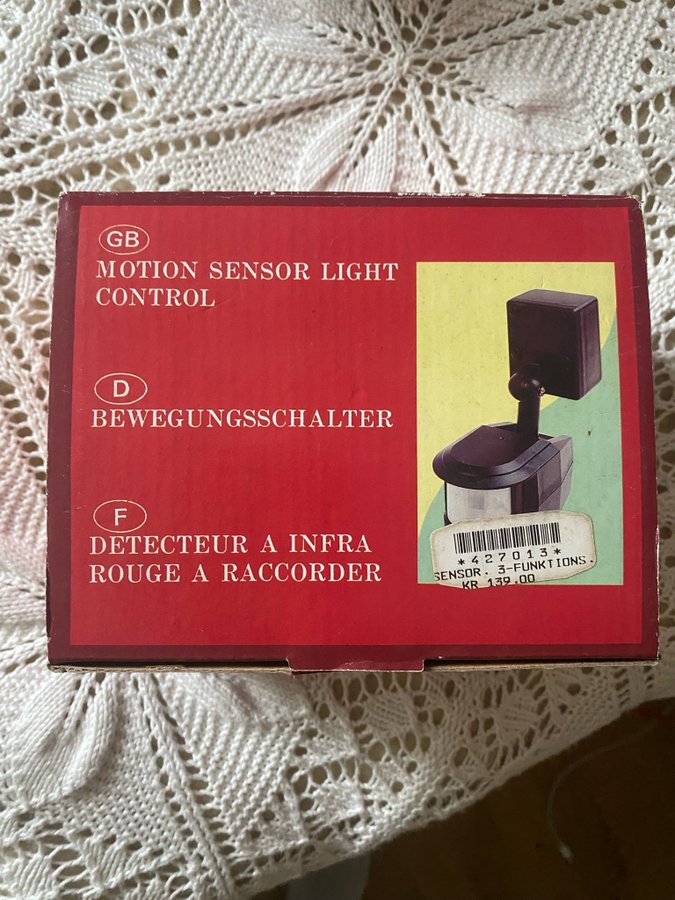 GB
MOTION SENSOR LIGHT
CONTROL
D
BEWEGUNGSSCHALTER
F
DETECTEUR A INFRA
ROUGE A RACCORDER
*427013*
SENSOR. 3-FUNKTIONS.
KR 139.00